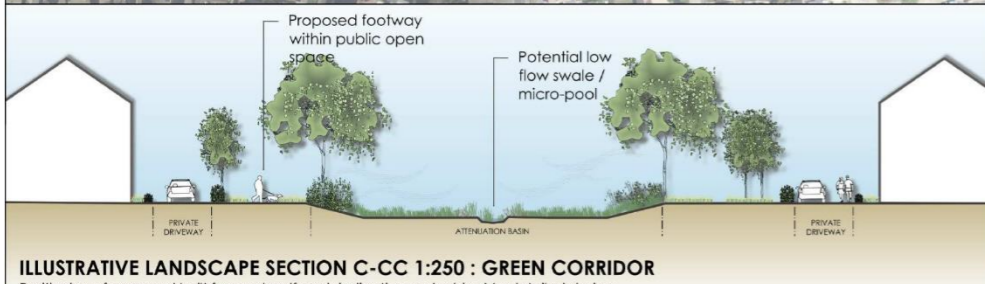 Proposed footway
within public open
space
Potential low
flow swale /
micro-pool
PRIVATE
DRIVEWAY
ATTENUATION BASIN
PRIVATE
DRIVEWAY
ILLUSTRATIVE LANDSCAPE SECTION C-CC 1:250 : GREEN CORRIDOR